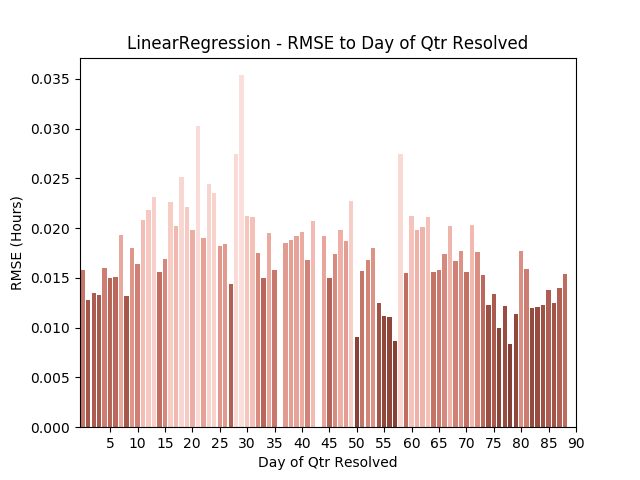 LinearRegression - RMSE to Day of Qtr Resolved
0.035
0.030
0.025
0.020
0.015
0.010
0.005
0.000
RMSE (Hours)
5 10 15 20 25 30 35 40 45 50 55 60 65 70 75 80 85 90
Day of Qtr Resolved